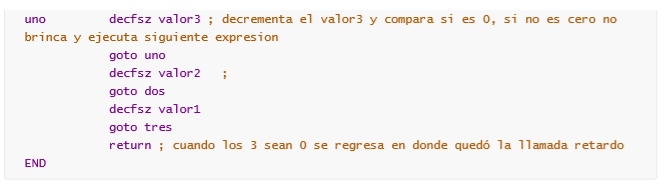 uno decfsz valor3 ; decrementa el valor3 y compara si es 0, si no es cero no
brinca y ejecuta siguiente expresion
goto uno
decfsz valor2 ;
goto dos
decfsz valor1
goto tres
return ; cuando los 3 sean 0 se regresa en donde quedó la llamada retardo
END